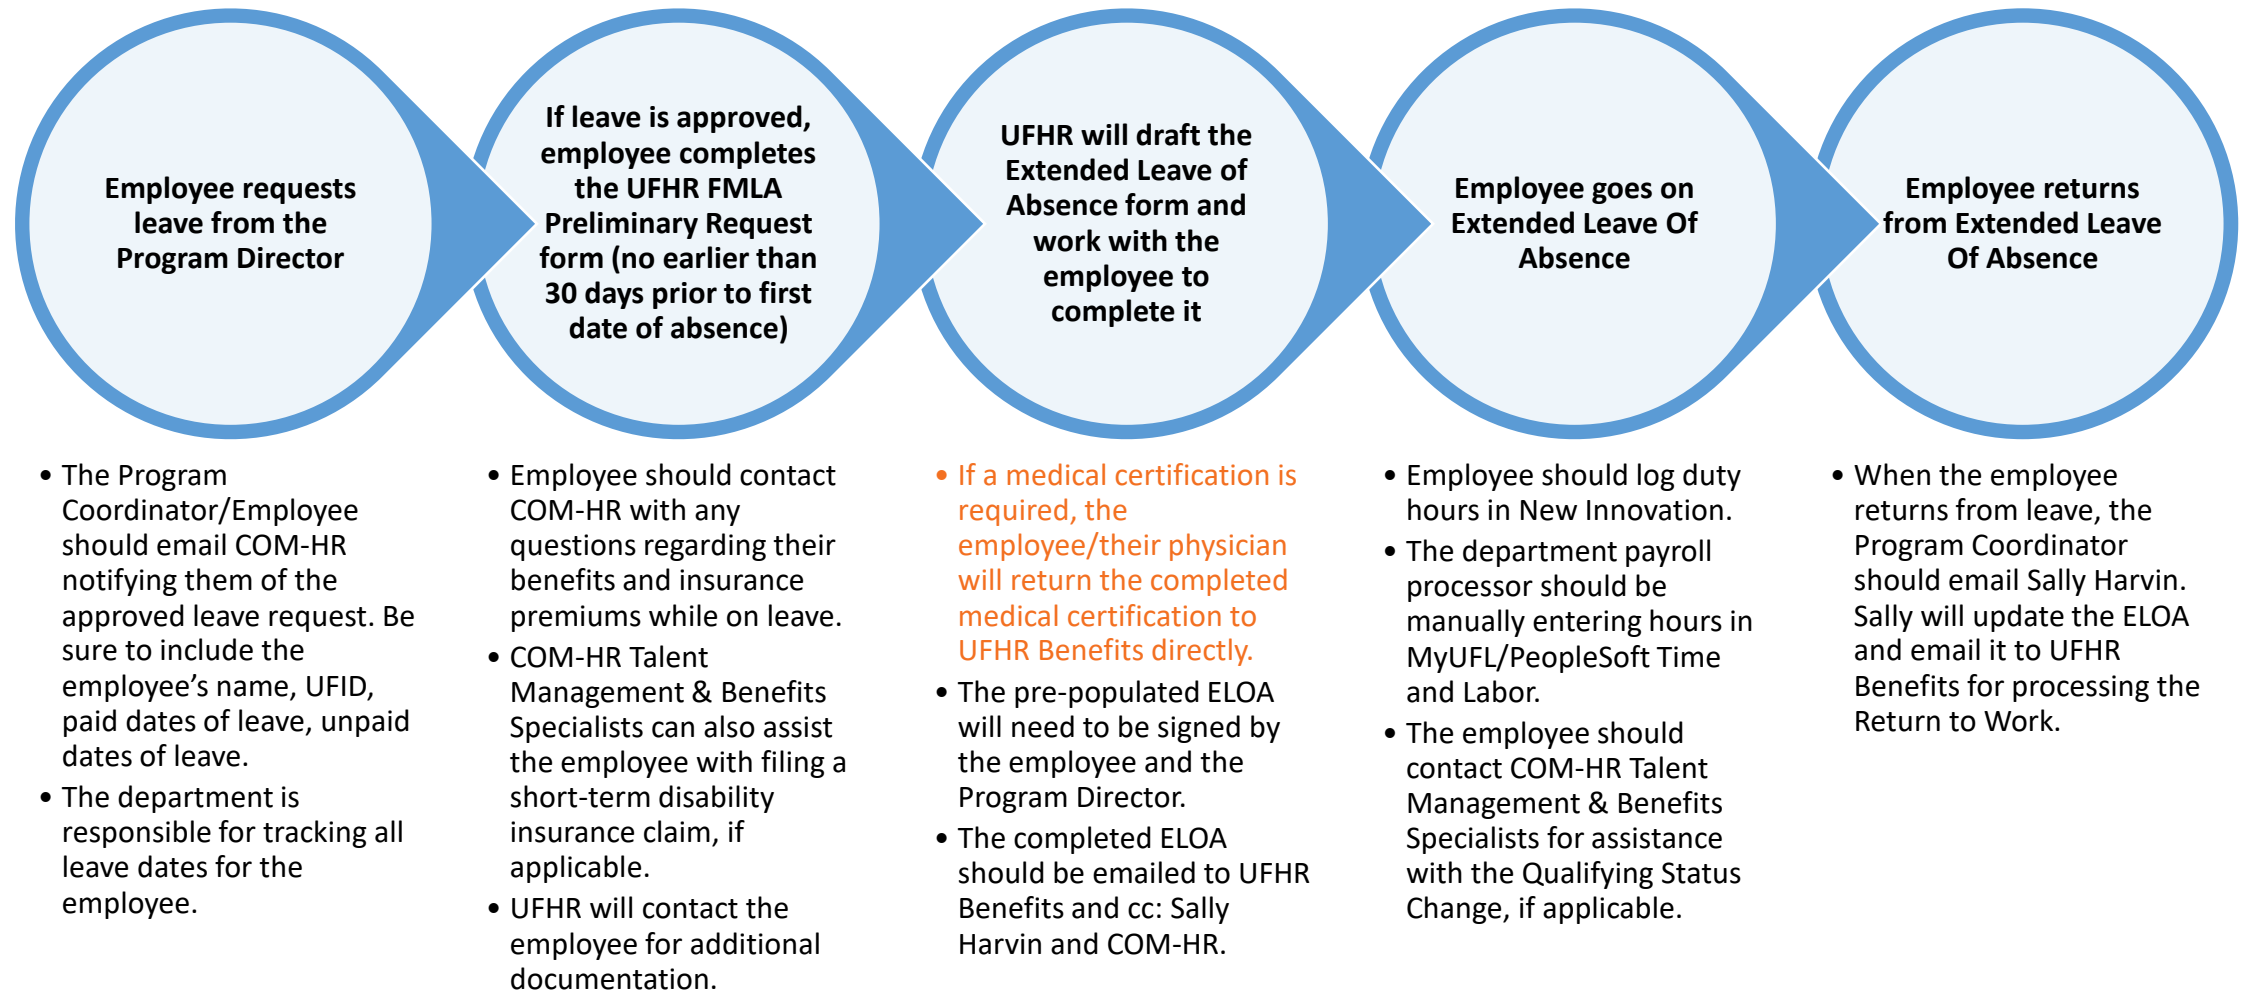 Employee requests
leave from the
Program Director
• The Program
Coordinator/Employee
should email COM-HR
notifying them of the
approved leave request. Be
sure to include the
employee’s name, UFID,
paid dates of leave, unpaid
dates of leave.
• The department is
responsible for tracking all
leave dates for the
employee.
If leave is approved,
employee completes
the UFHR FMLA
Preliminary Request
form (no earlier than
30 days prior to first
date of absence)
• Employee should contact
COM-HR with any
questions regarding their
benefits and insurance
premiums while on leave.
• COM-HR Talent
Management & Benefits
Specialists can also assist
the employee with filing a
short-term disability
insurance claim, if
applicable.
• UFHR will contact the
employee for additional
documentation.
UFHR will draft the
Extended Leave of
Absence form and
work with the
employee to
complete it
• If a medical certification is
required, the
employee/their physician
will return the completed
medical certification to
UFHR Benefits directly.
• The pre-populated ELOA
will need to be signed by
the employee and the
Program Director.
• The completed ELOA
should be emailed to UFHR
Benefits and cc: Sally
Harvin and COM-HR.
Employee goes on
Extended Leave Of
Absence
• Employee should log duty
hours in New Innovation.
• The department payroll
processor should be
manually entering hours in
MyUFL/PeopleSoft Time
and Labor.
• The employee should
contact COM-HR Talent
Management & Benefits
Specialists for assistance
with the Qualifying Status
Change, if applicable.
Employee returns
from Extended Leave
Of Absence
• When the employee
returns from leave, the
Program Coordinator
should email Sally Harvin.
Sally will update the ELOA
and email it to UFHR
Benefits for processing the
Return to Work.